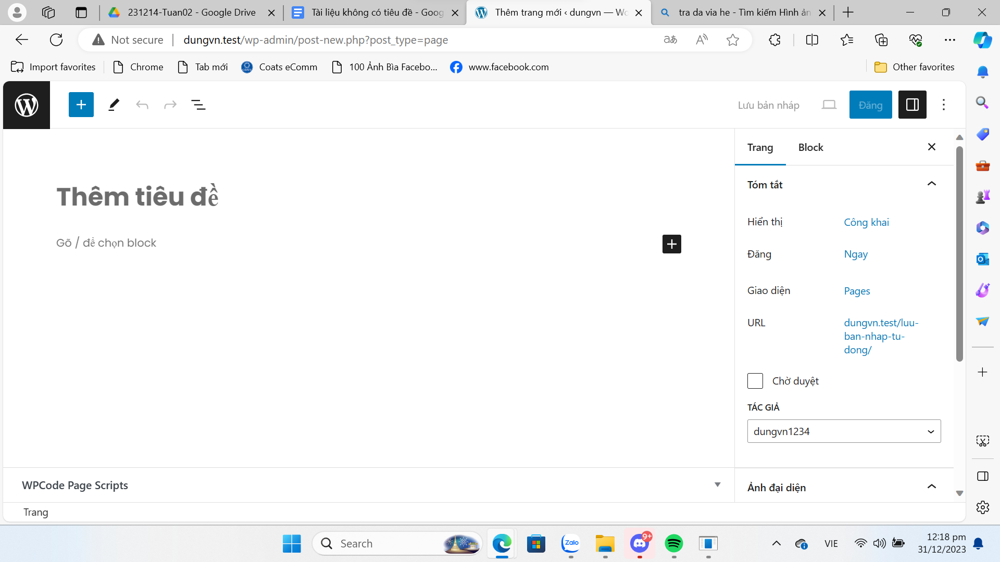 231214-Tuan02 - Google Drive
Tài liệu không có tiêu đề - Goog
Thêm trang mới ‹ dungvn — Wo
tra da via he - Tìm kiếm Hình ản
Not secure
dungvn.test/wp-admin/post-new.php?post_type=page
Import favorites
Chrome
Tab mới
Coats eComm
100 Ảnh Bìa Facebo...
www.facebook.com
Other favorites
Lưu bản nháp
Đăng
Trang
Block
Thêm tiêu đề
Gõ / để chọn block
Tóm tắt
Hiển thị
Công khai
Đăng
Ngay
Giao diện
Pages
URL
dungvn.test/luu-
ban-nhap-tu-
dong/
Chờ duyệt
TÁC GIẢ
dungvn1234
WPCode Page Scripts
Ảnh đại diện
Trang
Search
Zalo
9+
VIE
12:18 pm
31/12/2023